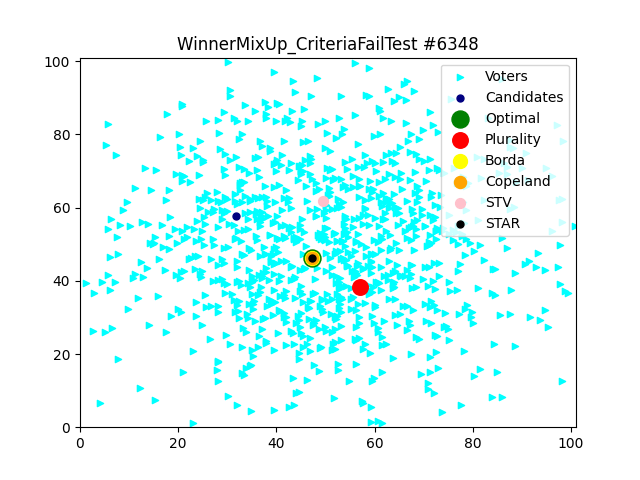 WinnerMixUp_CriteriaFailTest #6348
100
80
60
40
20
0
0 20 40 60 80 100
Voters
Candidates
Optimal
Plurality
Borda
Copeland
STV
STAR